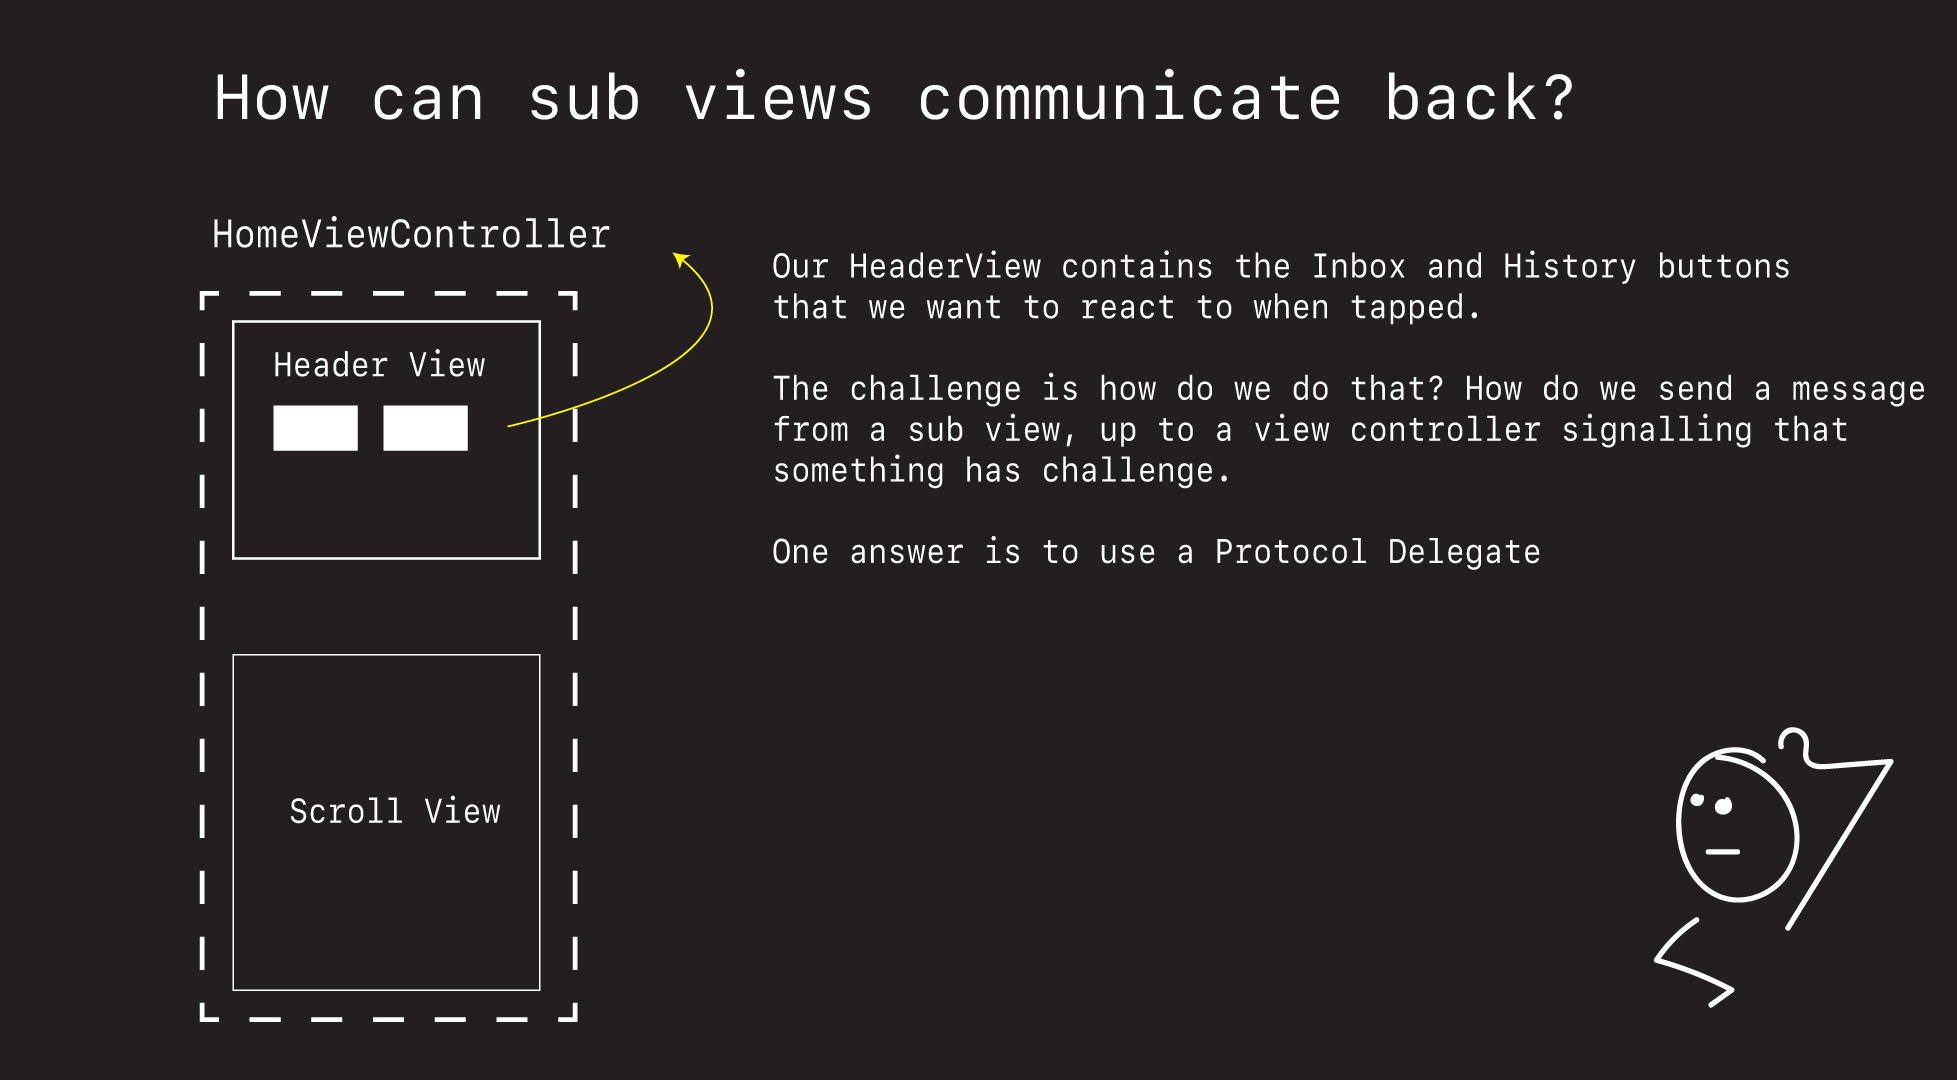 How can sub views communicate back?
HomeViewController
Header View
Scroll View
Our HeaderView contains the Inbox and History buttons
that we want to react to when tapped.
The challenge is how do we do that? How do we send a message
from a sub view, up to a view controller signalling that
something has challenge.
One answer is to use a Protocol Delegate